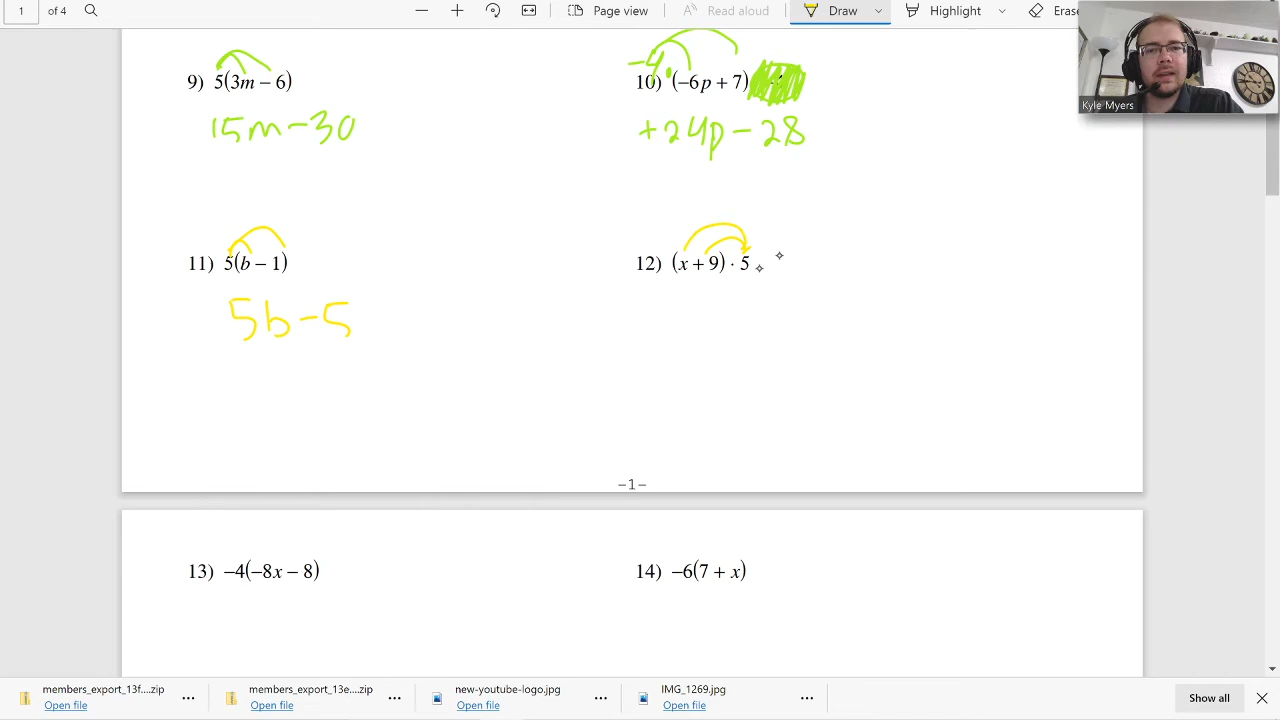 1 of 4 Page view Read aloud Draw Highlight Erase
Kyle Myers
9) 5(3m − 6)
15m − 30
−4·
10) (−6p + 7)
+24p − 28
11) 5(b − 1)
5b − 5
12) (x + 9) · 5
−1−
13) −4(−8x − 8)
14) −6(7 + x)
members_export_13f....zip
Open file
members_export_13e....zip
Open file
new-youtube-logo.jpg
Open file
IMG_1269.jpg
Open file
Show all